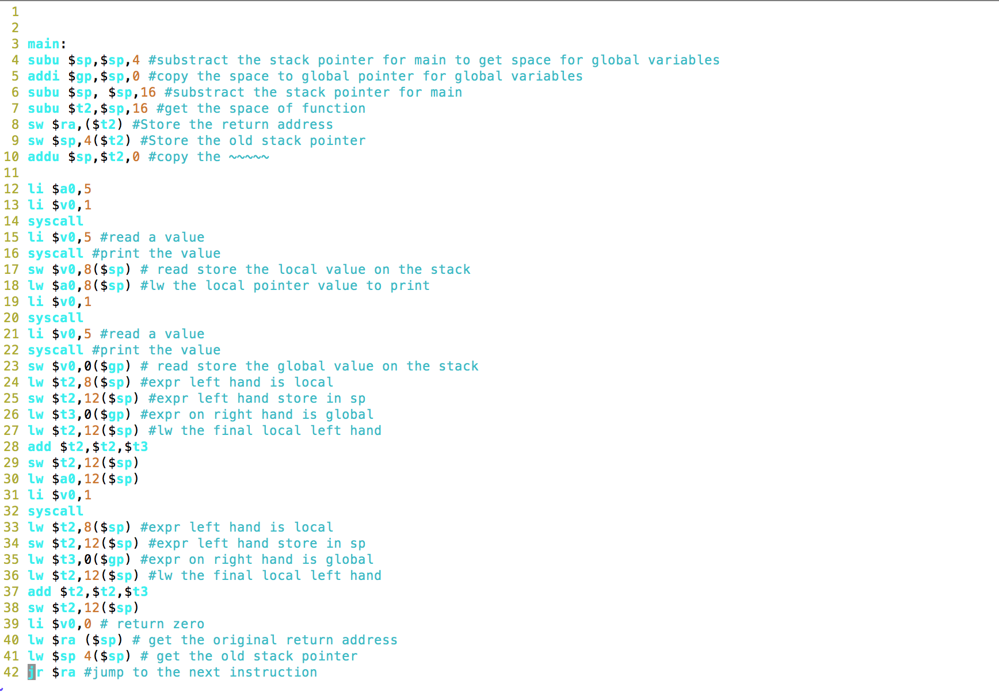 1
2
3 main:
4 subu $sp,$sp,4 #substract the stack pointer for main to get space for global variables
5 addi $gp,$sp,0 #copy the space to global pointer for global variables
6 subu $sp, $sp,16 #substract the stack pointer for main
7 subu $t2,$sp,16 #get the space of function
8 sw $ra,($t2) #Store the return address
9 sw $sp,4($t2) #Store the old stack pointer
10 addu $sp,$t2,0 #copy the ~~~~~
11
12 li $a0,5
13 li $v0,1
14 syscall
15 li $v0,5 #read a value
16 syscall #print the value
17 sw $v0,8($sp) # read store the local value on the stack
18 lw $a0,8($sp) #lw the local pointer value to print
19 li $v0,1
20 syscall
21 li $v0,5 #read a value
22 syscall #print the value
23 sw $v0,0($gp) # read store the global value on the stack
24 lw $t2,8($sp) #expr left hand is local
25 sw $t2,12($sp) #expr left hand store in sp
26 lw $t3,0($gp) #expr on right hand is global
27 lw $t2,12($sp) #lw the final local left hand
28 add $t2,$t2,$t3
29 sw $t2,12($sp)
30 lw $a0,12($sp)
31 li $v0,1
32 syscall
33 lw $t2,8($sp) #expr left hand is local
34 sw $t2,12($sp) #expr left hand store in sp
35 lw $t3,0($gp) #expr on right hand is global
36 lw $t2,12($sp) #lw the final local left hand
37 add $t2,$t2,$t3
38 sw $t2,12($sp)
39 li $v0,0 # return zero
40 lw $ra ($sp) # get the original return address
41 lw $sp 4($sp) # get the old stack pointer
42 jr $ra #jump to the next instruction
~